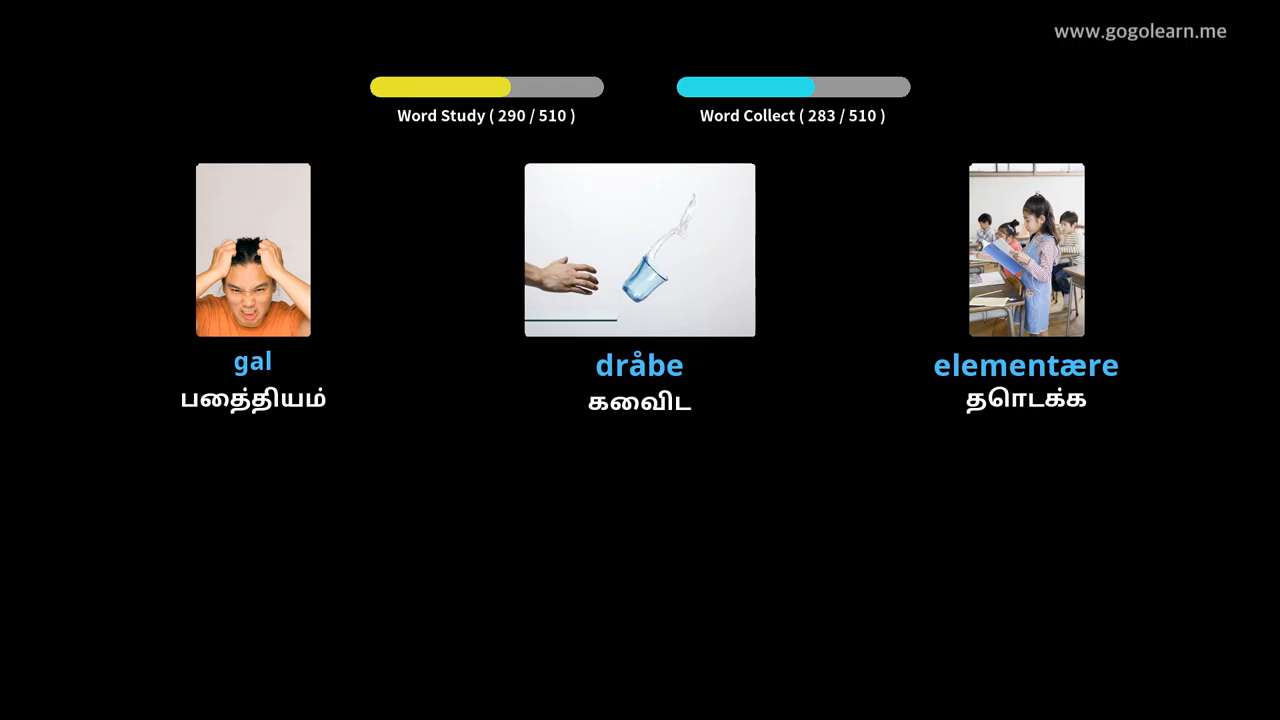 www.gogolearn.me
Word Study ( 290 / 510 )
Word Collect ( 283 / 510 )
gal
dråbe
elementære
பைத்தியம்
கைவிட
தொடக்க